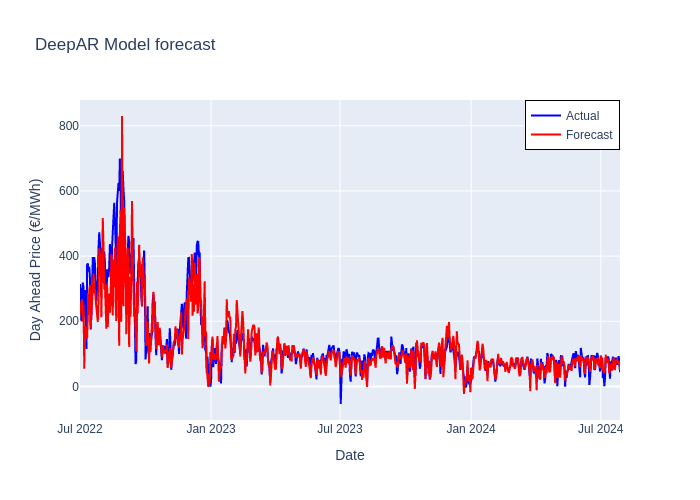 DeepAR Model forecast
Actual
Forecast
800
600
400
200
0
Day Ahead Price (€/MWh)
Jul 2022
Jan 2023
Jul 2023
Jan 2024
Jul 2024
Date